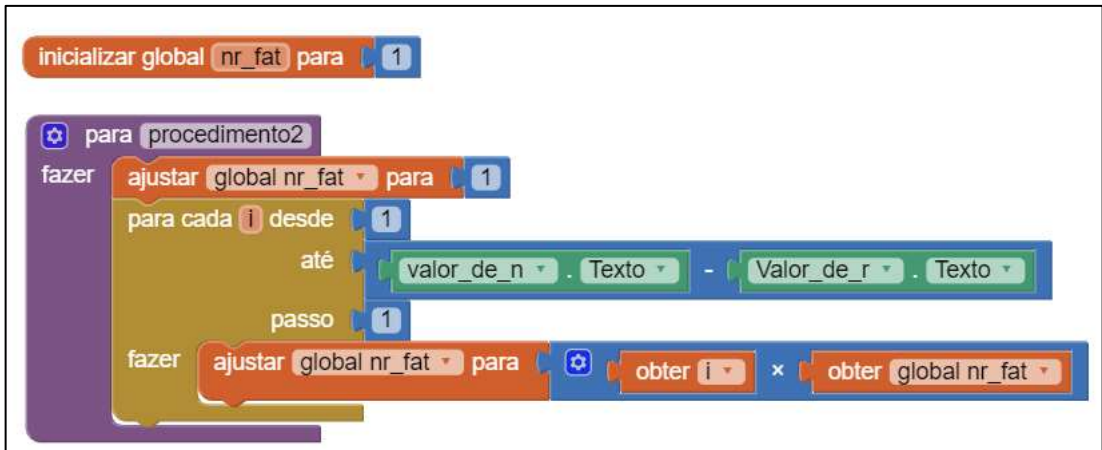 inicializar global nr_fat para 1
para procedimento2
fazer ajustar global nr_fat para 1
para cada i desde 1
até valor_de_n . Texto - Valor_de_r . Texto
passo 1
fazer ajustar global nr_fat para obter i × obter global nr_fat